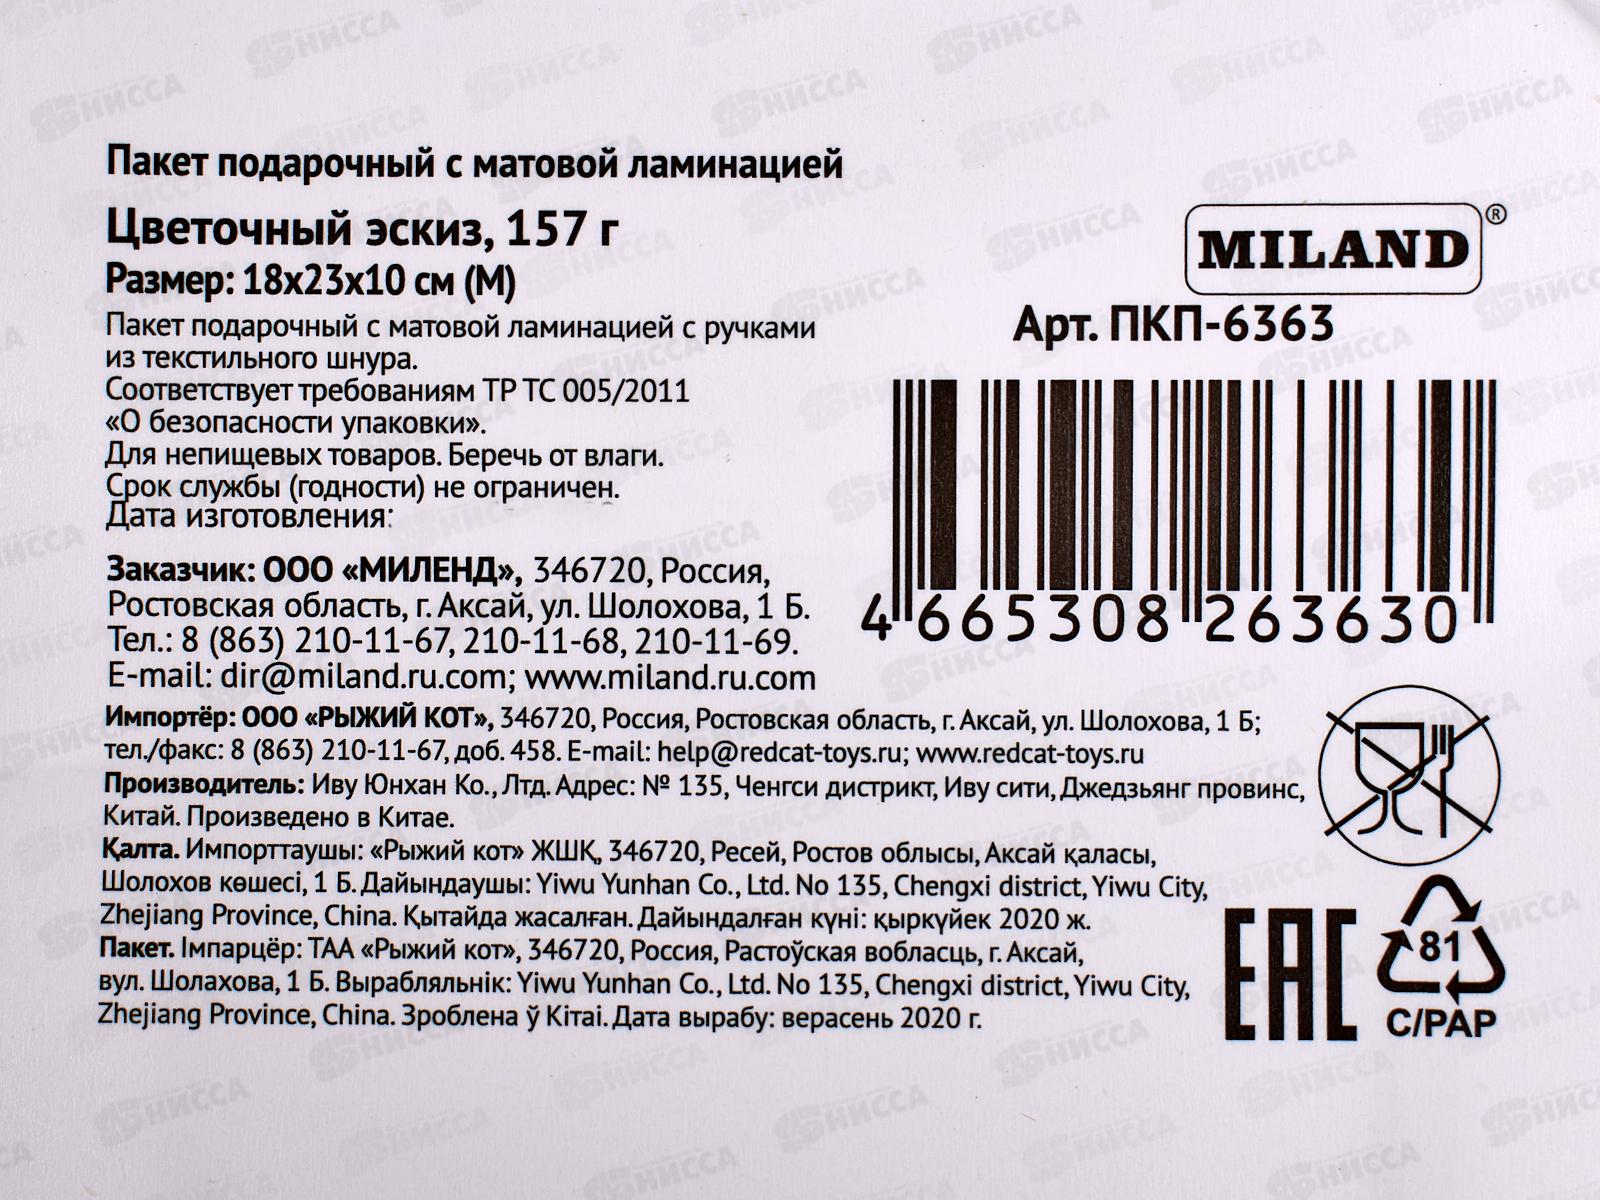 Пакет подарочный с матовой ламинацией
Цветочный эскиз, 157 г
Размер: 18х23х10 см (М)
Пакет подарочный с матовой ламинацией с ручками
из текстильного шнура.
Соответствует требованиям ТР ТС 005/2011
«О безопасности упаковки».
Для непищевых товаров. Беречь от влаги.
Срок службы (годности) не ограничен.
Дата изготовления:
MILAND®
Арт. ПКП-6363
4 665308 263630
Заказчик: ООО «МИЛЕНД», 346720, Россия,
Ростовская область, г. Аксай, ул. Шолохова, 1 Б.
Тел.: 8 (863) 210-11-67, 210-11-68, 210-11-69.
E-mail: dir@miland.ru.com; www.miland.ru.com
Импортёр: ООО «РЫЖИЙ КОТ», 346720, Россия, Ростовская область, г. Аксай, ул. Шолохова, 1 Б;
тел./факс: 8 (863) 210-11-67, доб. 458. E-mail: help@redcat-toys.ru; www.redcat-toys.ru
Производитель: Иву Юнхан Ко., Лтд. Адрес: № 135, Ченгси дистрикт, Иву сити, Джедзьянг провинс,
Китай. Произведено в Китае.
Қалта. Импорттаушы: «Рыжий кот» ЖШҚ, 346720, Ресей, Ростов облысы, Аксай қаласы,
Шолохов көшесі, 1 Б. Дайындаушы: Yiwu Yunhan Co., Ltd. No 135, Chengxi district, Yiwu City,
Zhejiang Province, China. Қытайда жасалған. Дайындалған күні: қыркүйек 2020 ж.
Пакет. Імпарцёр: ТАА «Рыжий кот», 346720, Россия, Растоўская вобласць, г. Аксай,
вул. Шолахова, 1 Б. Вырабляльнік: Yiwu Yunhan Co., Ltd. No 135, Chengxi district, Yiwu City,
Zhejiang Province, China. Зроблена ў Кітаі. Дата вырабу: верасень 2020 г.
EAC
81
C/PAP
НИССА